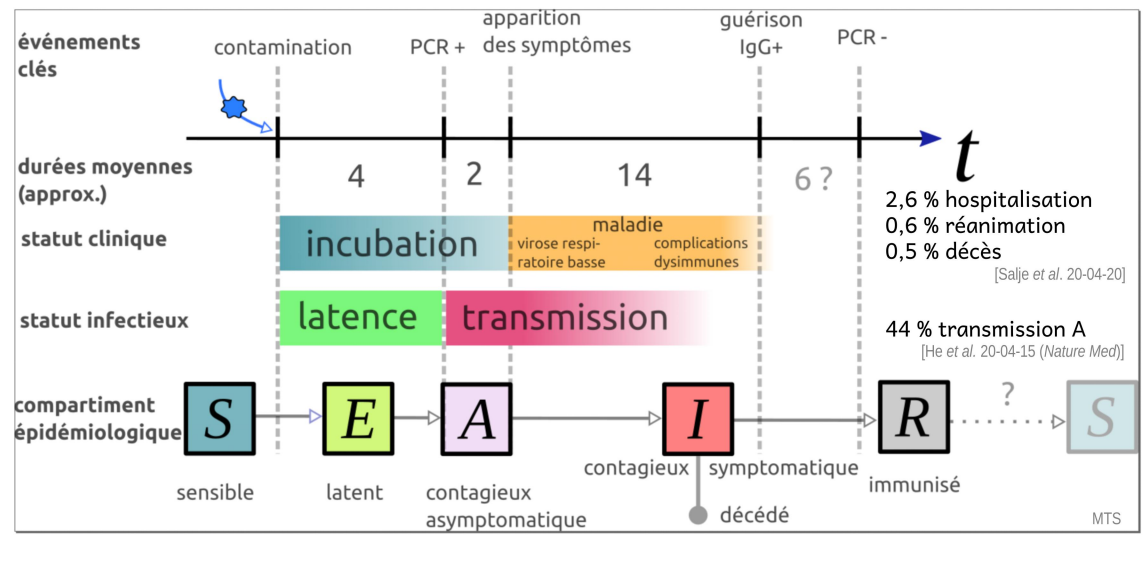 événements
clés
contamination
PCR +
apparition
des symptômes
guérison
IgG+
PCR -
t
durées moyennes
(approx.)
4
2
14
6 ?
2,6 % hospitalisation
0,6 % réanimation
0,5 % décès
[Salje et al. 20-04-20]
statut clinique
incubation
maladie
virose respi-
ratoire basse
complications
dysimmunes
statut infectieux
latence
transmission
44 % transmission A
[He et al. 20-04-15 (Nature Med)]
compartiment
épidémiologique
S
E
A
I
R
?
S
sensible
latent
contagieux
asymptomatique
contagieux
symptomatique
immunisé
décédé
MTS